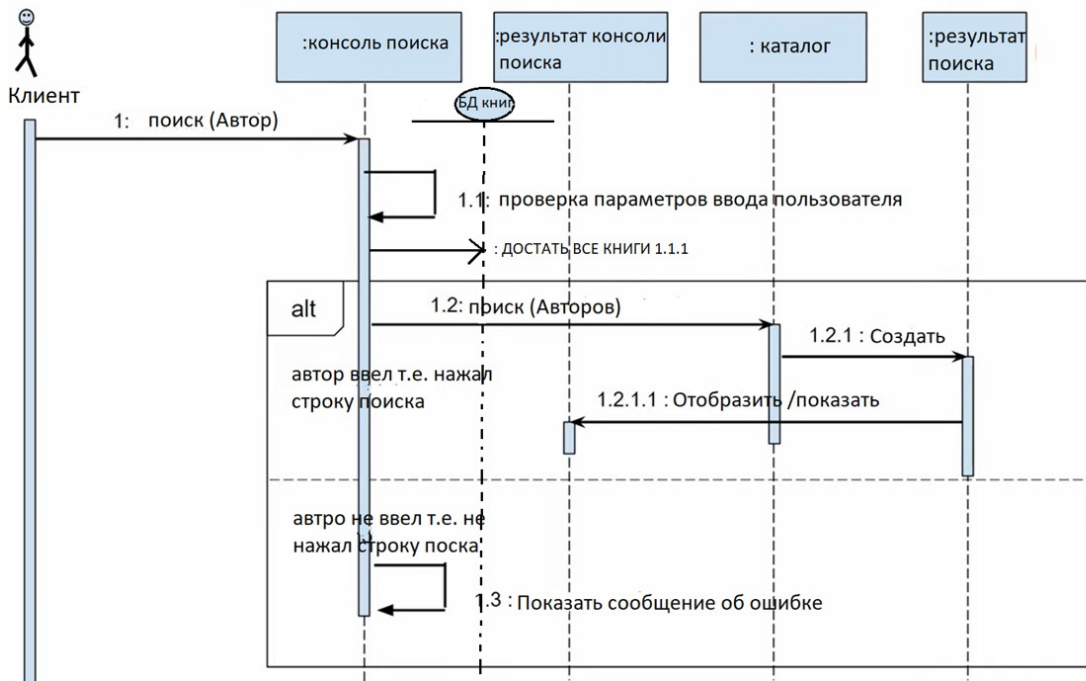 :консоль поиска
:результат консоли
поиска
: каталог
:результат
поиска
Клиент
БД книг
1: поиск (Автор)
1.1: проверка параметров ввода пользователя
: ДОСТАТЬ ВСЕ КНИГИ 1.1.1
alt
1.2: поиск (Авторов)
1.2.1 : Создать
автор ввел т.е. нажал
строку поиска
1.2.1.1 : Отобразить /показать
автро не ввел т.е. не
нажал строку поска
1.3 : Показать сообщение об ошибке